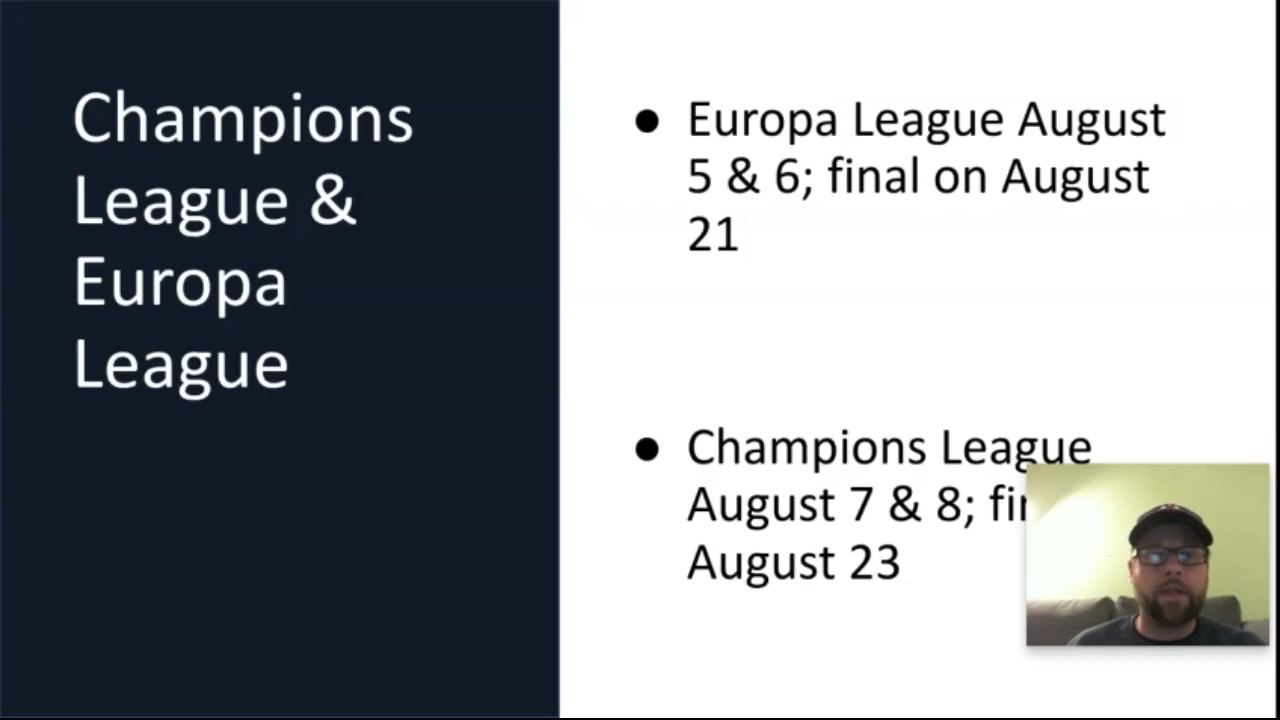 Champions
League &
Europa
League
● Europa League August
5 & 6; final on August
21
● Champions League
August 7 & 8;
August 23